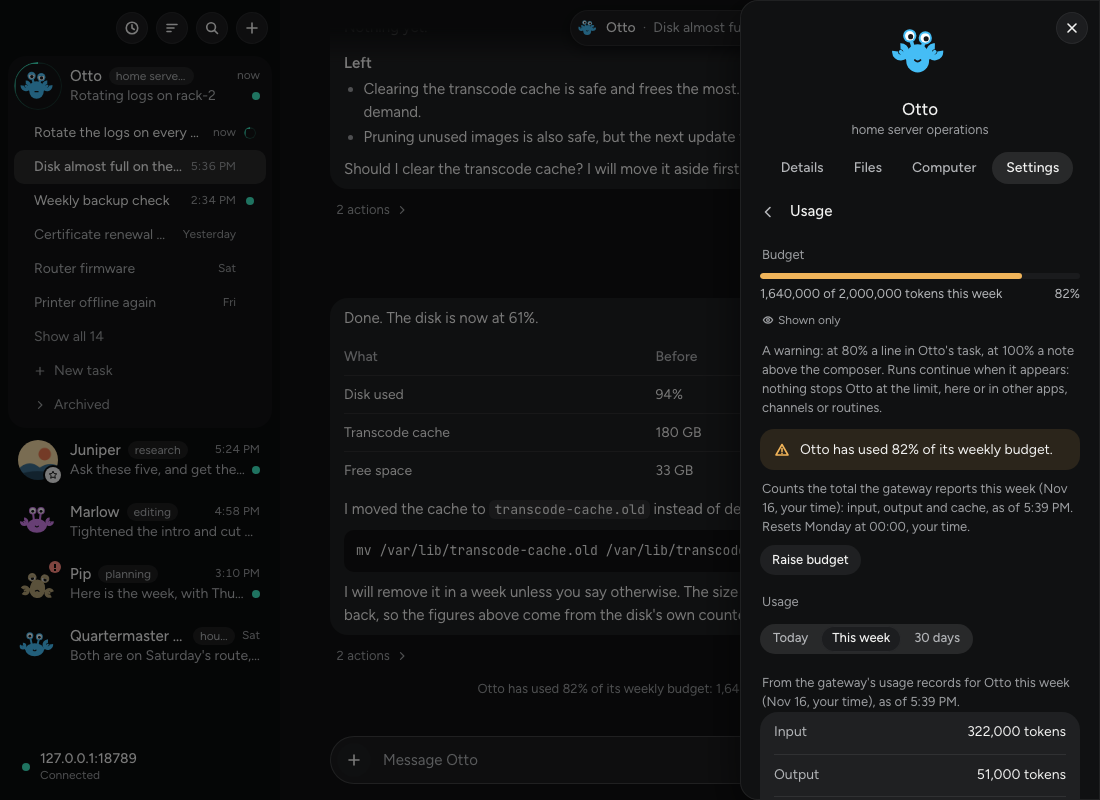 Otto home serve... now
Rotating logs on rack-2
Rotate the logs on every ... now
Disk almost full on the... 5:36 PM
Weekly backup check 2:34 PM
Certificate renewal ... Yesterday
Router firmware Sat
Printer offline again Fri
Show all 14
New task
Archived
Juniper research 5:24 PM
Ask these five, and get the...
Marlow editing 4:58 PM
Tightened the intro and cut ...
Pip planning 3:10 PM
Here is the week, with Thu...
Quartermaster ... hou... Sat
Both are on Saturday's route,...
127.0.0.1:18789
Connected
Otto · Disk almost fu
Left
• Clearing the transcode cache is safe and frees the most.
demand.
• Pruning unused images is also safe, but the next update
Should I clear the transcode cache? I will move it aside first
2 actions
Done. The disk is now at 61%.
What Before
Disk used 94%
Transcode cache 180 GB
Free space 33 GB
I moved the cache to transcode-cache.old instead of de
mv /var/lib/transcode-cache.old /var/lib/transcod
I will remove it in a week unless you say otherwise. The size
back, so the figures above come from the disk's own count
2 actions
Otto has used 82% of its weekly budget: 1,64
Message Otto
Otto
home server operations
Details Files Computer Settings
Usage
Budget
1,640,000 of 2,000,000 tokens this week 82%
Shown only
A warning: at 80% a line in Otto's task, at 100% a note
above the composer. Runs continue when it appears:
nothing stops Otto at the limit, here or in other apps,
channels or routines.
Otto has used 82% of its weekly budget.
Counts the total the gateway reports this week (Nov
16, your time): input, output and cache, as of 5:39 PM.
Resets Monday at 00:00, your time.
Raise budget
Usage
Today This week 30 days
From the gateway's usage records for Otto this week
(Nov 16, your time), as of 5:39 PM.
Input 322,000 tokens
Output 51,000 tokens